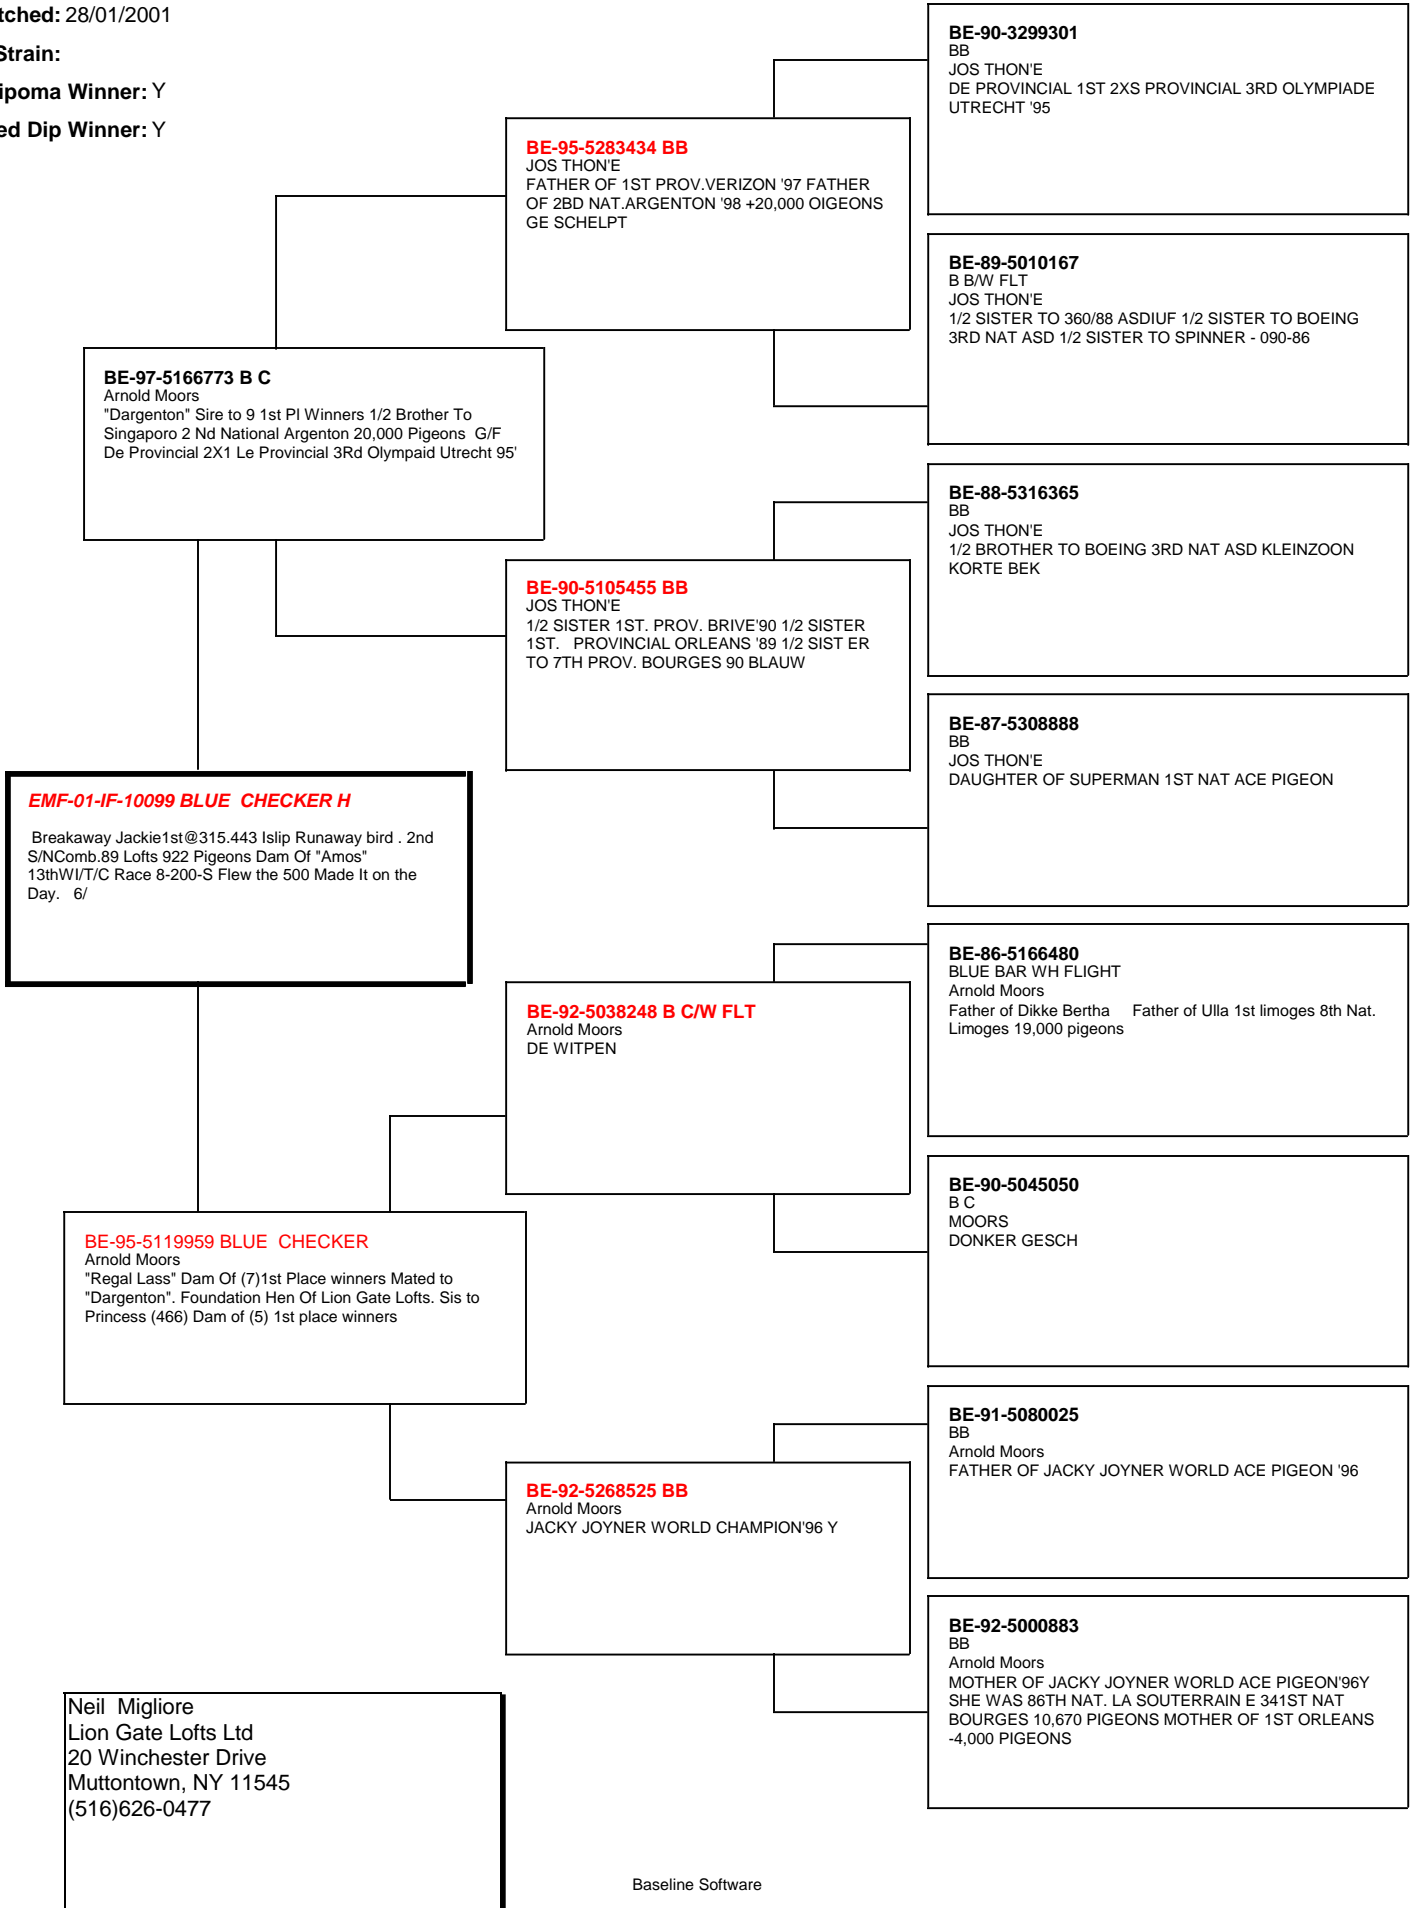 tched: 28/01/2001
Strain:
ipoma Winner: Y
ed Dip Winner: Y
BE-90-3299301
BB
JOS THON'E
DE PROVINCIAL 1ST 2XS PROVINCIAL 3RD OLYMPIADE
UTRECHT '95
BE-95-5283434 BB
JOS THON'E
FATHER OF 1ST PROV.VERIZON '97 FATHER
OF 2BD NAT.ARGENTON '98 +20,000 OIGEONS
GE SCHELPT
BE-89-5010167
B B/W FLT
JOS THON'E
1/2 SISTER TO 360/88 ASDIUF 1/2 SISTER TO BOEING
3RD NAT ASD 1/2 SISTER TO SPINNER - 090-86
BE-97-5166773 B C
Arnold Moors
"Dargenton" Sire to 9 1st Pl Winners 1/2 Brother To
Singaporo 2 Nd National Argenton 20,000 Pigeons  G/F
De Provincial 2X1 Le Provincial 3Rd Olympaid Utrecht 95'
BE-88-5316365
BB
JOS THON'E
1/2 BROTHER TO BOEING 3RD NAT ASD KLEINZOON
KORTE BEK
BE-90-5105455 BB
JOS THON'E
1/2 SISTER 1ST. PROV. BRIVE'90 1/2 SISTER
1ST.   PROVINCIAL ORLEANS '89 1/2 SIST ER
TO 7TH PROV. BOURGES 90 BLAUW
BE-87-5308888
BB
JOS THON'E
DAUGHTER OF SUPERMAN 1ST NAT ACE PIGEON
EMF-01-IF-10099 BLUE  CHECKER H
Breakaway Jackie1st@315.443 Islip Runaway bird . 2nd
S/NComb.89 Lofts 922 Pigeons Dam Of "Amos"
13thWI/T/C Race 8-200-S Flew the 500 Made It on the
Day.   6/
BE-86-5166480
BLUE BAR WH FLIGHT
Arnold Moors
Father of Dikke Bertha     Father of Ulla 1st limoges 8th Nat.
Limoges 19,000 pigeons
BE-92-5038248 B C/W FLT
Arnold Moors
DE WITPEN
BE-90-5045050
B C
MOORS
DONKER GESCH
BE-95-5119959 BLUE  CHECKER
Arnold Moors
"Regal Lass" Dam Of (7)1st Place winners Mated to
"Dargenton". Foundation Hen Of Lion Gate Lofts. Sis to
Princess (466) Dam of (5) 1st place winners
BE-91-5080025
BB
Arnold Moors
FATHER OF JACKY JOYNER WORLD ACE PIGEON '96
BE-92-5268525 BB
Arnold Moors
JACKY JOYNER WORLD CHAMPION'96 Y
BE-92-5000883
BB
Arnold Moors
MOTHER OF JACKY JOYNER WORLD ACE PIGEON'96Y
SHE WAS 86TH NAT. LA SOUTERRAIN E 341ST NAT
BOURGES 10,670 PIGEONS MOTHER OF 1ST ORLEANS
-4,000 PIGEONS
Neil  Migliore
Lion Gate Lofts Ltd
20 Winchester Drive
Muttontown, NY 11545
(516)626-0477
Baseline Software